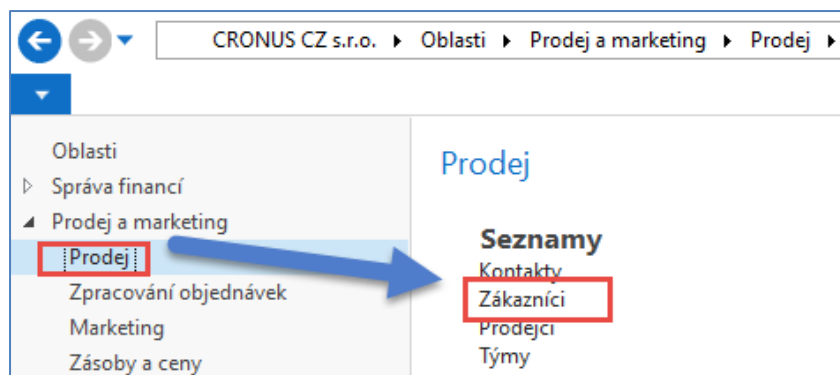 CRONUS CZ s.r.o. ▸ Oblasti ▸ Prodej a marketing ▸ Prodej ▸
Oblasti
Správa financí
Prodej a marketing
Prodej
Zpracování objednávek
Marketing
Zásoby a ceny
Prodej
Seznamy
Kontakty
Zákazníci
Prodejci
Týmy